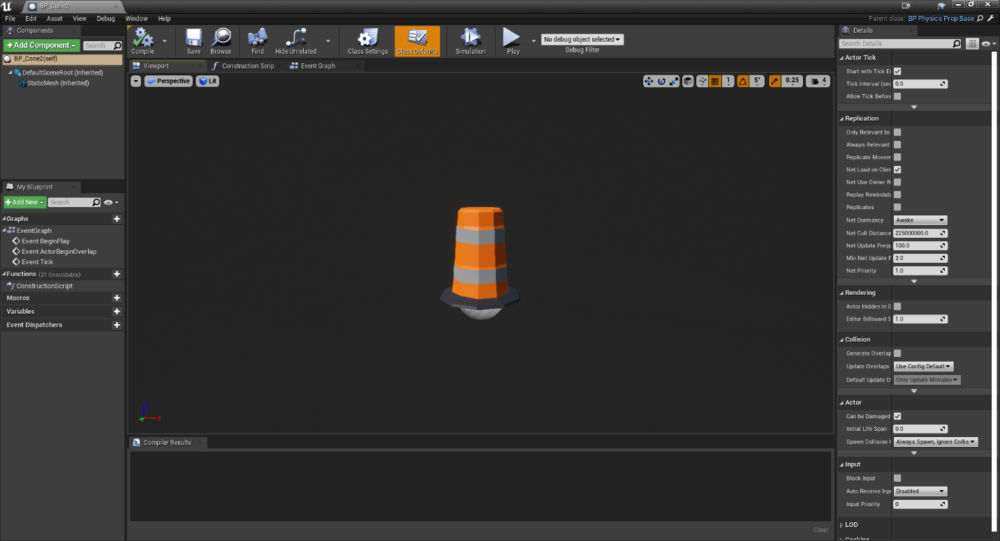 BP_Cone2
File Edit Asset View Debug Window Help
Parent class: BP Physics Prop Base
Components
Add Component
Search
BP_Cone2(self)
DefaultSceneRoot (Inherited)
StaticMesh (Inherited)
My Blueprint
Add New
Search
Graphs
EventGraph
Event BeginPlay
Event ActorBeginOverlap
Event Tick
Functions (21 Overridable)
ConstructionScript
Macros
Variables
Event Dispatchers
Compile
Save
Browse
Find
Hide Unrelated
Class Settings
Class Defaults
Simulation
Play
No debug object selected
Debug Filter
Viewport
Construction Scrip
Event Graph
Perspective
Lit
1
5°
0.25
4
Z
X
Compiler Results
Clear
Details
Search Details
Actor Tick
Start with Tick E
Tick Interval (sec 0.0
Allow Tick Before
Replication
Only Relevant to
Always Relevant
Replicate Movem
Net Load on Clien
Net Use Owner R
Replay Rewindab
Replicates
Net Dormancy Awake
Net Cull Distance 225000000.0
Net Update Frequ 100.0
Min Net Update F 2.0
Net Priority 1.0
Rendering
Actor Hidden In G
Editor Billboard S 1.0
Collision
Generate Overlap
Update Overlaps Use Config Default
Default Update O Only Update Movable
Actor
Can be Damaged
Initial Life Span 0.0
Spawn Collision H Always Spawn, Ignore Collis
Input
Block Input
Auto Receive Inpu Disabled
Input Priority 0
LOD